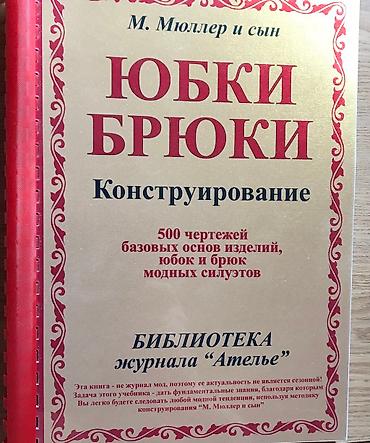 М. Мюллер и сын
ЮБКИ
БРЮКИ
Конструирование
500 чертежей
базовых основ изделий,
юбок и брюк
модных силуэтов
БИБЛИОТЕКА
журнала “Ателье”
Эта книга - не журнал мод, поэтому ее актуальность не является сезонной!
Задача этого учебника - дать фундаментальные знания, благодаря которым
Вы легко будете следовать любой модной тенденции, используя методику
конструирования “М. Мюллер и сын”